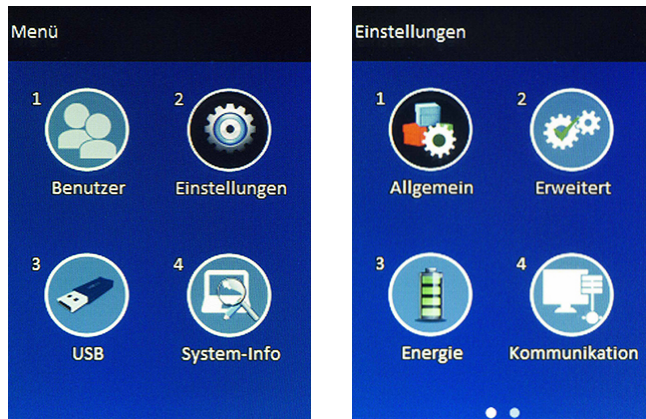 Menü
1
2
Benutzer
Einstellungen
3
4
USB
System-Info
Einstellungen
1
2
Allgemein
Erweitert
3
4
Energie
Kommunikation